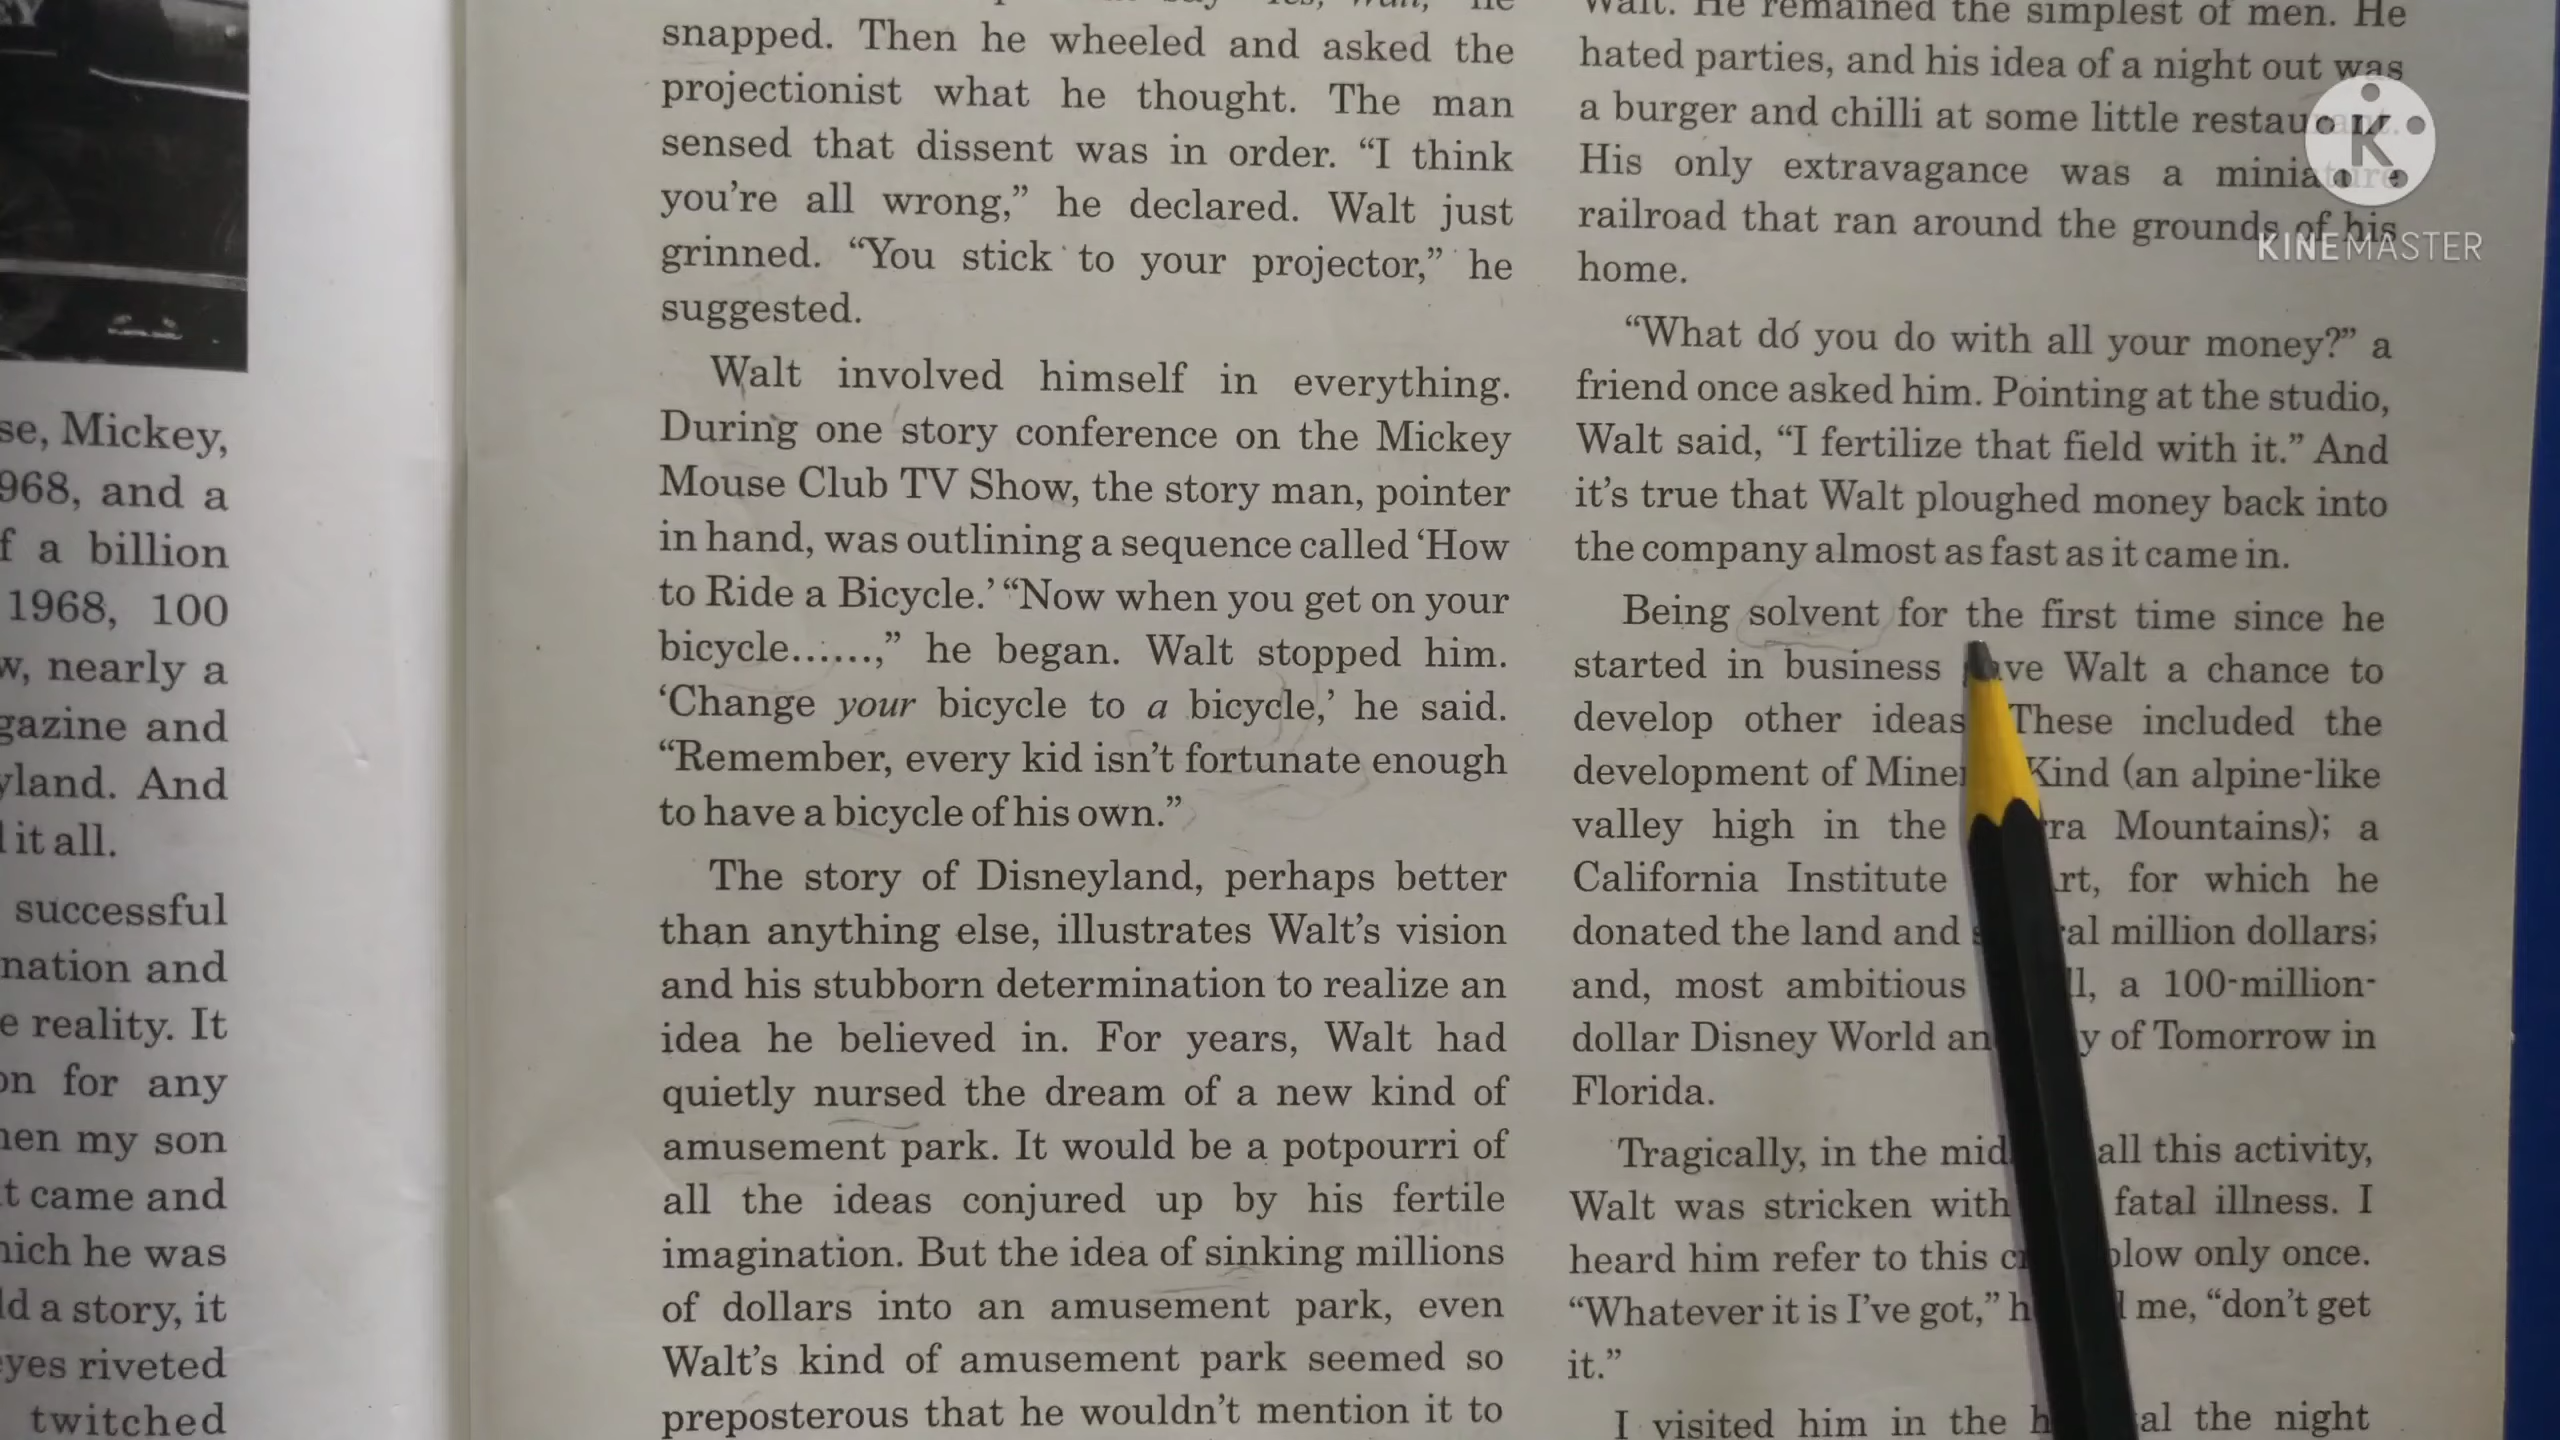 se, Mickey,
968, and a
f a billion
1968, 100
w, nearly a
gazine and
yland. And
l it all.
successful
nation and
e reality. It
on for any
hen my son
t came and
hich he was
ld a story, it
eyes riveted
twitched
snapped. Then he wheeled and asked the
projectionist what he thought. The man
sensed that dissent was in order. “I think
you’re all wrong,” he declared. Walt just
grinned. “You stick to your projector,” he
suggested.
Walt involved himself in everything.
During one story conference on the Mickey
Mouse Club TV Show, the story man, pointer
in hand, was outlining a sequence called ‘How
to Ride a Bicycle.’ “Now when you get on your
bicycle......,” he began. Walt stopped him.
‘Change your bicycle to a bicycle,’ he said.
“Remember, every kid isn’t fortunate enough
to have a bicycle of his own.”
The story of Disneyland, perhaps better
than anything else, illustrates Walt’s vision
and his stubborn determination to realize an
idea he believed in. For years, Walt had
quietly nursed the dream of a new kind of
amusement park. It would be a potpourri of
all the ideas conjured up by his fertile
imagination. But the idea of sinking millions
of dollars into an amusement park, even
Walt’s kind of amusement park seemed so
preposterous that he wouldn’t mention it to
Walt. He remained the simplest of men. He
hated parties, and his idea of a night out was
a burger and chilli at some little restaurant.
His only extravagance was a miniature
railroad that ran around the grounds of his
home.
“What do you do with all your money?” a
friend once asked him. Pointing at the studio,
Walt said, “I fertilize that field with it.” And
it’s true that Walt ploughed money back into
the company almost as fast as it came in.
Being solvent for the first time since he
started in business ave Walt a chance to
develop other ideas These included the
development of Mine Kind (an alpine-like
valley high in the ra Mountains); a
California Institute rt, for which he
donated the land and s al million dollars;
and, most ambitious ll, a 100-million-
dollar Disney World an y of Tomorrow in
Florida.
Tragically, in the mid all this activity,
Walt was stricken with fatal illness. I
heard him refer to this c blow only once.
“Whatever it is I’ve got,” h me, “don’t get
it.”
I visited him in the h al the night
K
KINEMASTER